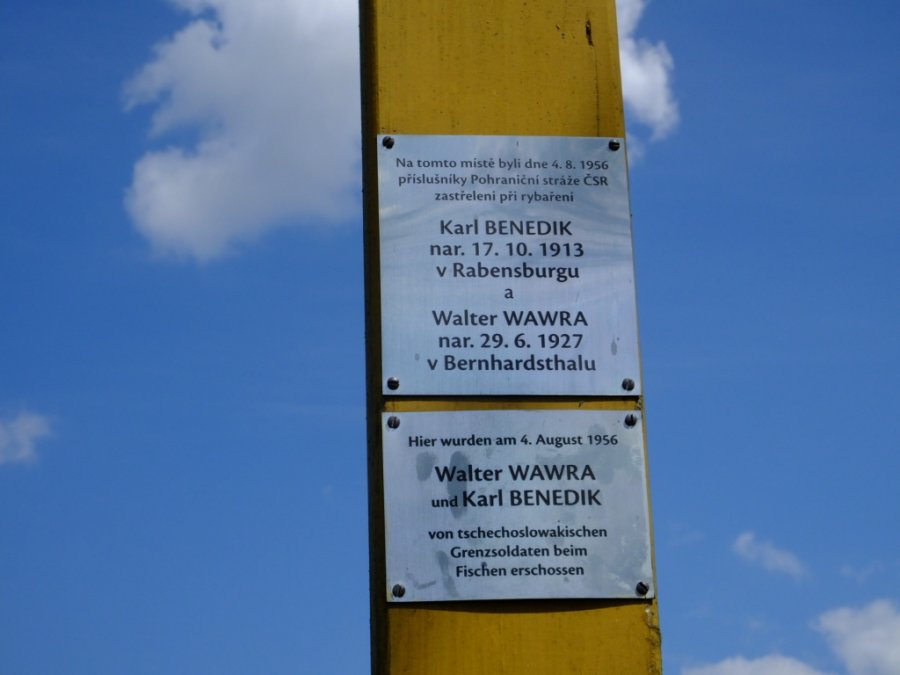 Na tomto místě byli dne 4. 8. 1956
příslušníky Pohraniční stráže ČSR
zastřeleni při rybaření
Karl BENEDIK
nar. 17. 10. 1913
v Rabensburgu
a
Walter WAWRA
nar. 29. 6. 1927
v Bernhardsthalu
Hier wurden am 4. August 1956
Walter WAWRA
und Karl BENEDIK
von tschechoslowakischen
Grenzsoldaten beim
Fischen erschossen